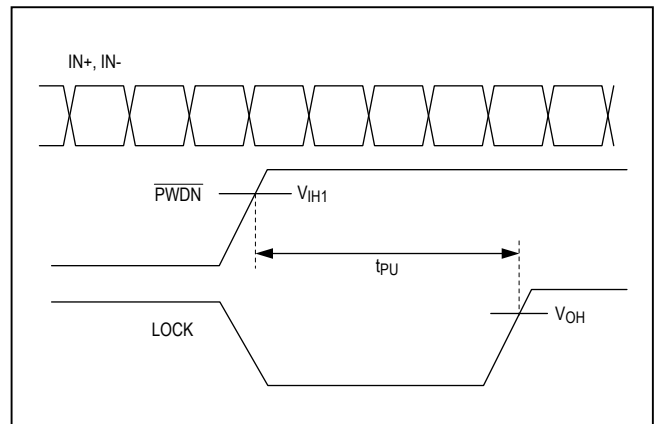 IN+, IN-
PWDN
VIH1
tPU
LOCK
VOH